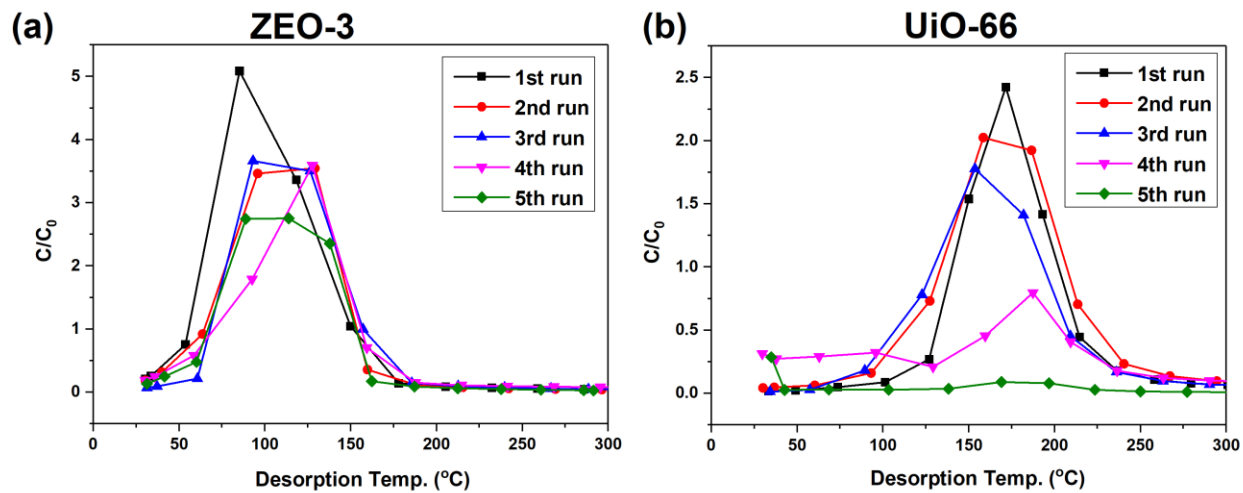 (a) ZEO-3
5
4
3
2
1
0
C/C₀
1st run
2nd run
3rd run
4th run
5th run
0 50 100 150 200 250 300
Desorption Temp. (ºC)
(b) UiO-66
2.5
2.0
1.5
1.0
0.5
0.0
C/C₀
1st run
2nd run
3rd run
4th run
5th run
0 50 100 150 200 250 300
Desorption Temp. (ºC)